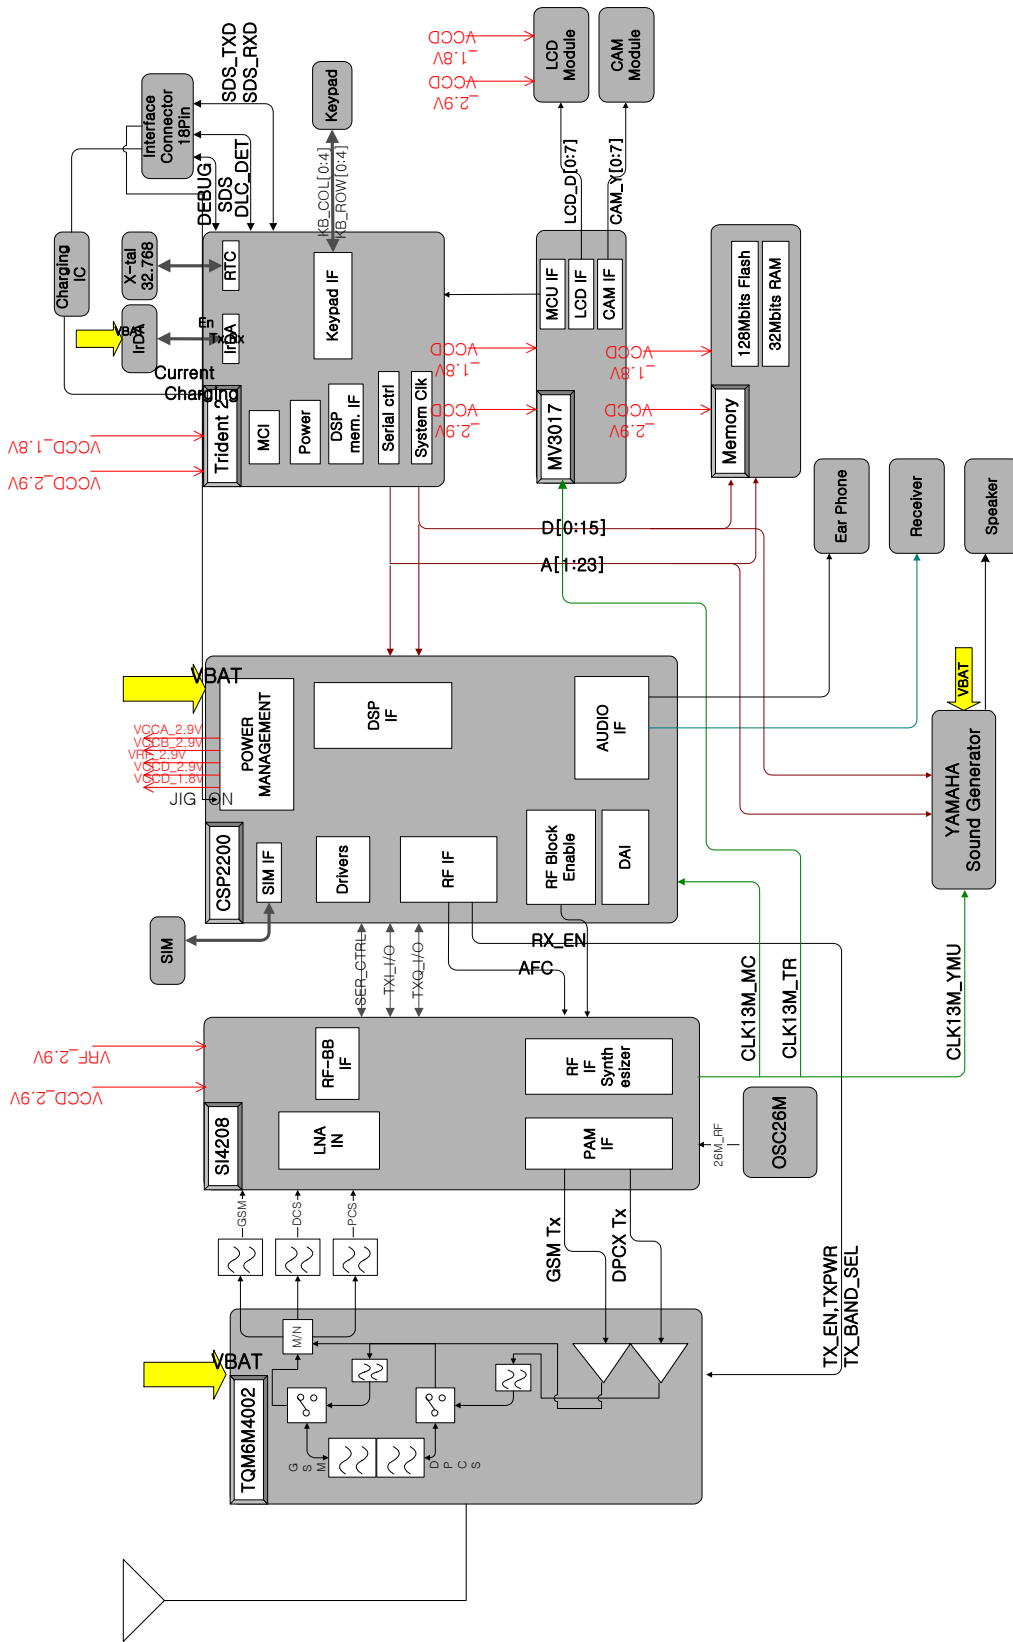 SDS_TXD
SDS_RXD
Interface
Connector
18Pin
Keypad
VCCD
_1.8V
VCCD
_2.9V
LCD
Module
CAM
Module
DEBUG
SDS
DLC_DET
KB_COL[0:4]
KB_ROW[0:4]
LCD_D[0:7]
CAM_Y[0:7]
Charging
IC
X-tal
32.768
IrDA
VBAT
En
Tx,Rx
RTC
IrDA
Keypad IF
Current
Charging
Trident 2
MCI
Power
DSP
mem. IF
Serial ctrl
System Clk
VCCD_1.8V
VCCD_2.9V
MCU IF
LCD IF
CAM IF
MV3017
VCCD
_1.8V
VCCD
_2.9V
128Mbits Flash
32Mbits RAM
Memory
VCCD
_1.8V
VCCD
_2.9V
D[0:15]
A[1:23]
Ear Phone
Receiver
Speaker
VBAT
YAMAHA
Sound Generator
VBAT
POWER
MANAGEMENT
VCCA_2.9V
VCCB_2.9V
VRF_2.9V
VCCD_2.9V
VCCD_1.8V
JIG ON
DSP
IF
AUDIO
IF
CSP2200
SIM IF
Drivers
RF IF
RF Block
Enable
DAI
SIM
SER_CTRL
TXI_I/O
TXQ_I/O
RX_EN
AFC
CLK13M_MC
CLK13M_TR
CLK13M_YMU
VRF_2.9V
VCCD_2.9V
SI4208
RF-BB
IF
LNA
IN
RF
IF
Synth
esizer
PAM
IF
26M_RF
OSC26M
GSM
DCS
PCS
GSM Tx
DPCX Tx
TX_EN,TXPWR
TX_BAND_SEL
VBAT
TQM6M4002
M/N
G
S
M
D
P
C
S